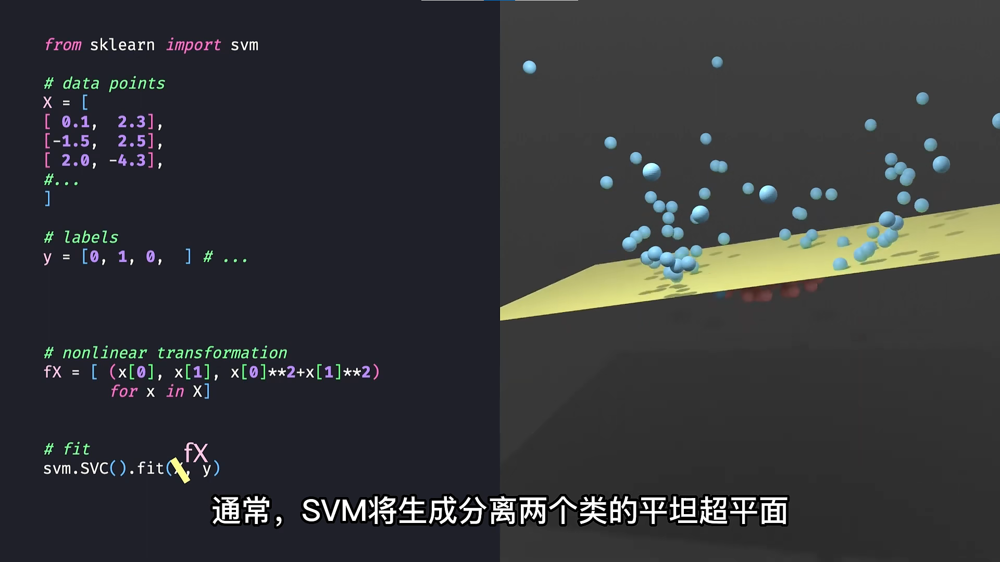 from sklearn import svm
# data points
X = [
[ 0.1,  2.3],
[-1.5,  2.5],
[ 2.0, -4.3],
#...
]
# labels
y = [0, 1, 0,  ] # ...
# nonlinear transformation
fX = [ (x[0], x[1], x[0]**2+x[1]**2)
for x in X]
# fit
fX
svm.SVC().fit(X, y)
通常，SVM将生成分离两个类的平坦超平面